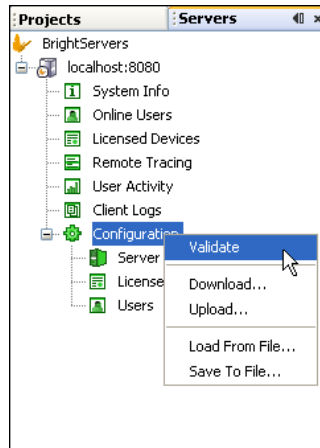 Projects
Servers
BrightServers
localhost:8080
System Info
Online Users
Licensed Devices
Remote Tracing
User Activity
Client Logs
Configuration
Validate
Server
Download...
License
Upload...
Users
Load From File...
Save To File...